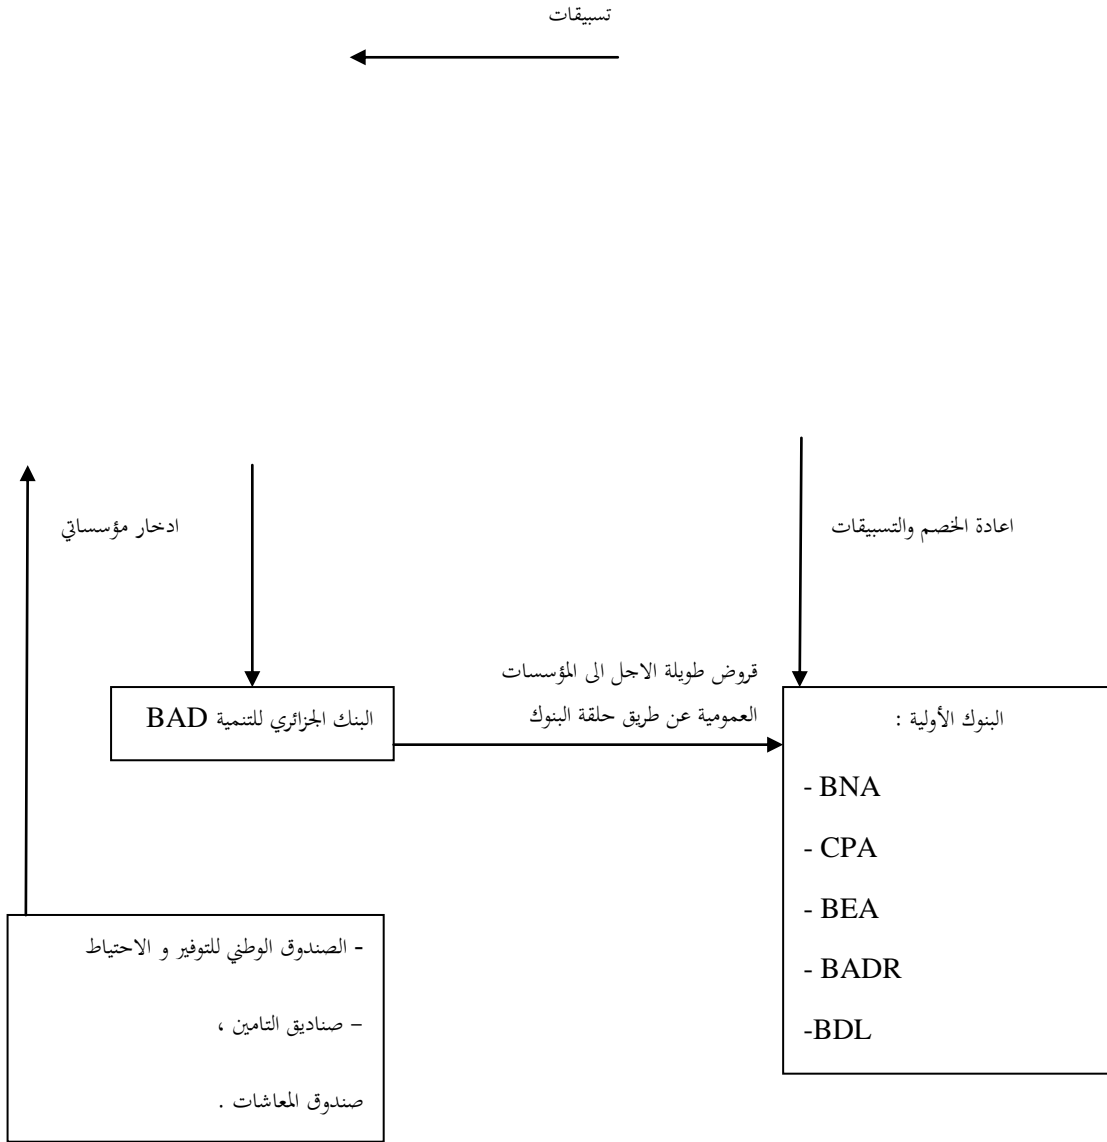 تسبيقات
ادخار مؤسساتي
اعادة الخصم والتسبيقات
قروض طويلة الاجل الى المؤسسات
العمومية عن طريق حلقة البنوك
البنك الجزائري للتنمية BAD
البنوك الأولية :
- BNA
- CPA
- BEA
- BADR
-BDL
- الصندوق الوطني للتوفير و الاحتياط
– صناديق التامين ،
صندوق المعاشات .